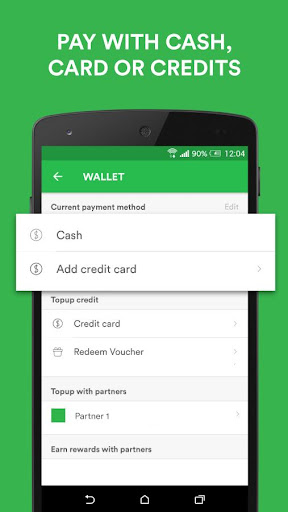 PAY WITH CASH,
CARD OR CREDITS
90% 12:04
WALLET
Current payment method Edit
Cash
Add credit card
Topup credit
Credit card
Redeem Voucher
Topup with partners
Partner 1
Earn rewards with partners